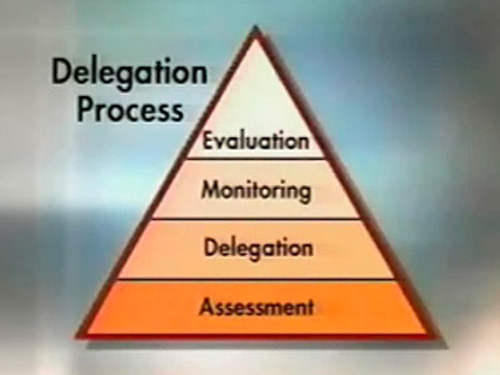 Delegation
Process
Evaluation
Monitoring
Delegation
Assessment